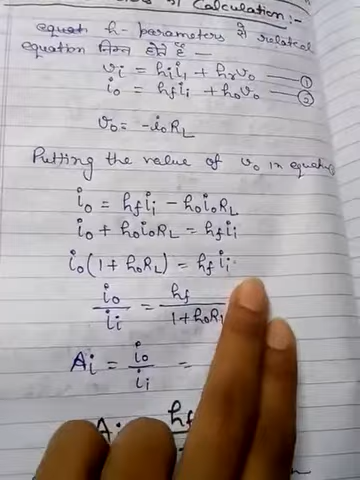 Calculation:-
equat h- parameters से related
equation निम्न होते हैं -
vi = hi ii + hr vo —— ①
io = hf ii + ho vo —— ②
vo = - io RL
Putting the value of vo in equation
io = hf ii - ho io RL
io + ho io RL = hf ii
io (1 + ho RL) = hf ii
io/ii = hf/1 + ho RL
Ai = io/ii =
hf